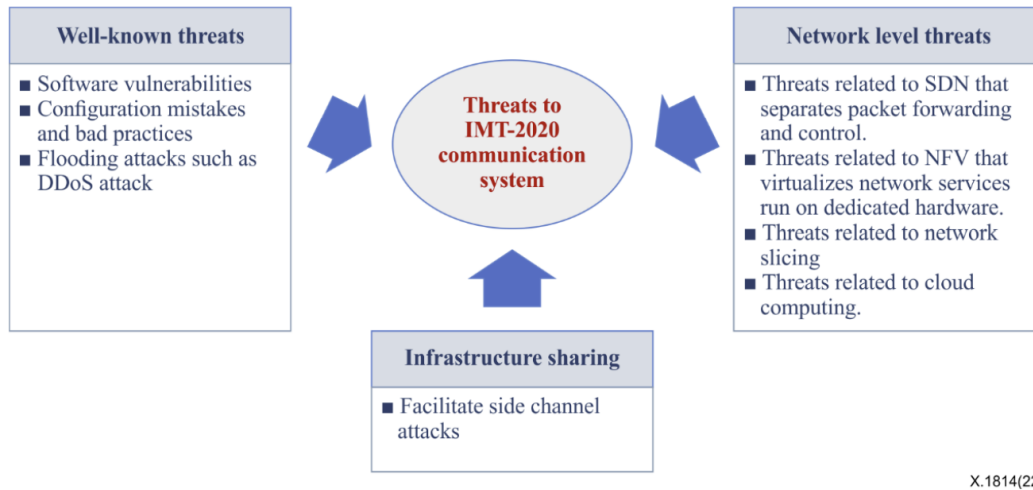 Well-known threats
■ Software vulnerabilities
■ Configuration mistakes
and bad practices
■ Flooding attacks such as
DDoS attack
Threats to
IMT-2020
communication
system
Network level threats
■ Threats related to SDN that
separates packet forwarding
and control.
■ Threats related to NFV that
virtualizes network services
run on dedicated hardware.
■ Threats related to network
slicing
■ Threats related to cloud
computing.
Infrastructure sharing
■ Facilitate side channel
attacks
X.1814(22